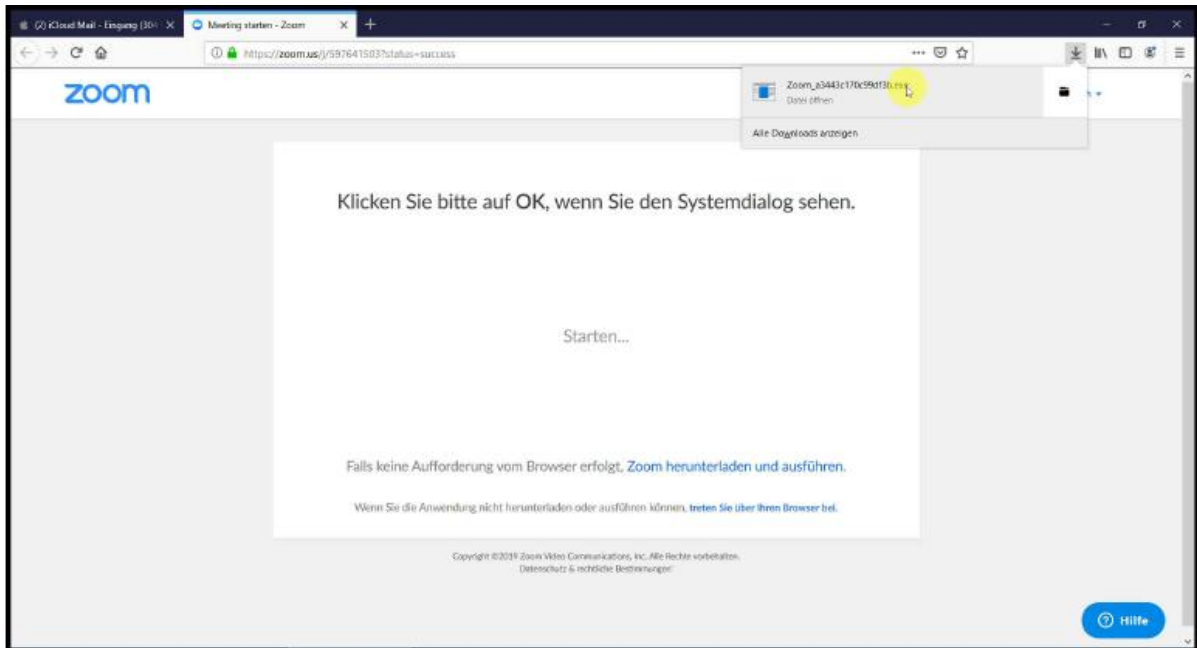 (2) iCloud Mail - Eingang (304
Meeting starten - Zoom
https://zoom.us/j/597641503?status=success
zoom
Datei öffnen
Alle Downloads anzeigen
Klicken Sie bitte auf OK, wenn Sie den Systemdialog sehen.
Starten...
Falls keine Aufforderung vom Browser erfolgt, Zoom herunterladen und ausführen.
Wenn Sie die Anwendung nicht herunterladen oder ausführen können, treten Sie über Ihren Browser bei.
Copyright ©2019 Zoom Video Communications, Inc. Alle Rechte vorbehalten.
Datenschutz & rechtliche Bestimmungen
Hilfe